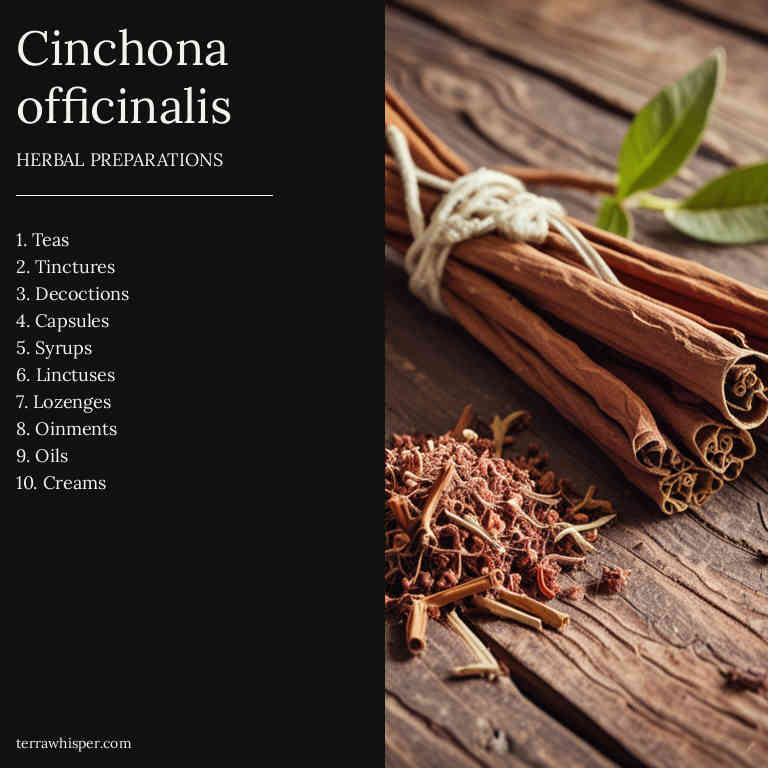 Cinchona
officinalis
HERBAL PREPARATIONS
1. Teas
2. Tinctures
3. Decoctions
4. Capsules
5. Syrups
6. Linctuses
7. Lozenges
8. Oinments
9. Oils
10. Creams
terrawhisper.com